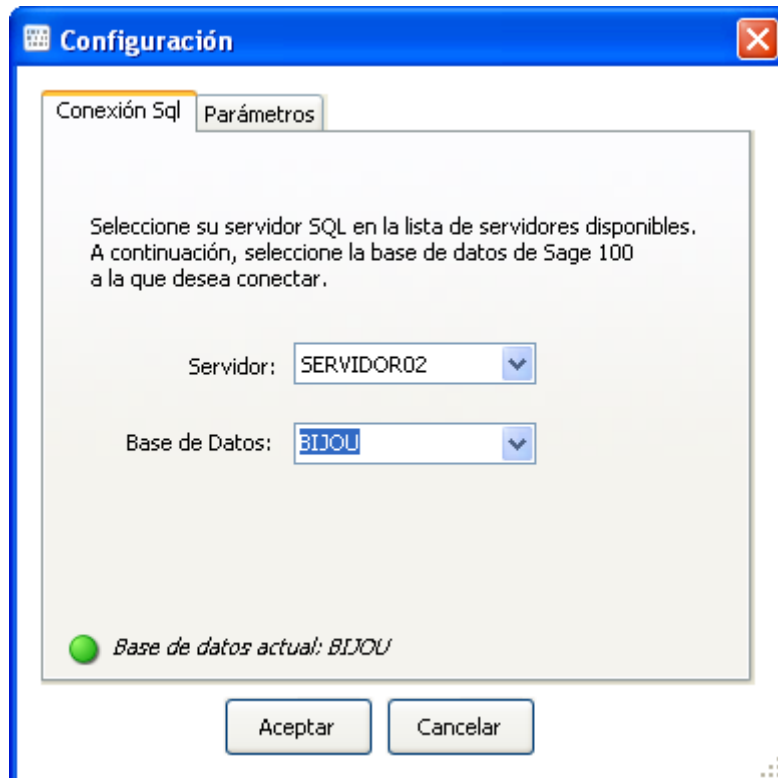 Configuración
Conexión Sql
Parámetros
Seleccione su servidor SQL en la lista de servidores disponibles.
A continuación, seleccione la base de datos de Sage 100
a la que desea conectar.
Servidor: SERVIDOR02
Base de Datos: BIJOU
Base de datos actual: BIJOU
Aceptar
Cancelar